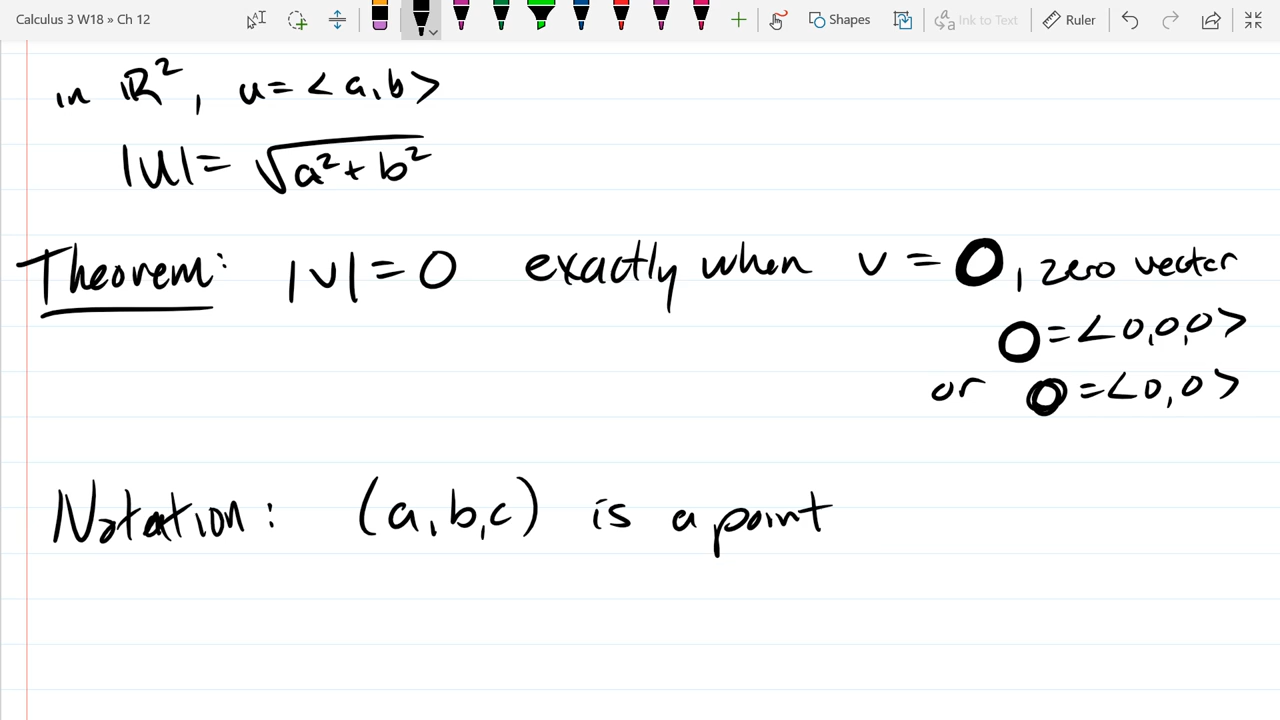 Calculus 3 W18 » Ch 12
Shapes
Link to Text
Ruler
in ℝ², u = <a,b>
|u| = √(a² + b²)
Theorem: |v| = 0 exactly when v = 0, zero vector
0 = <0,0,0>
or 0 = <0,0>
Notation: (a,b,c) is a point